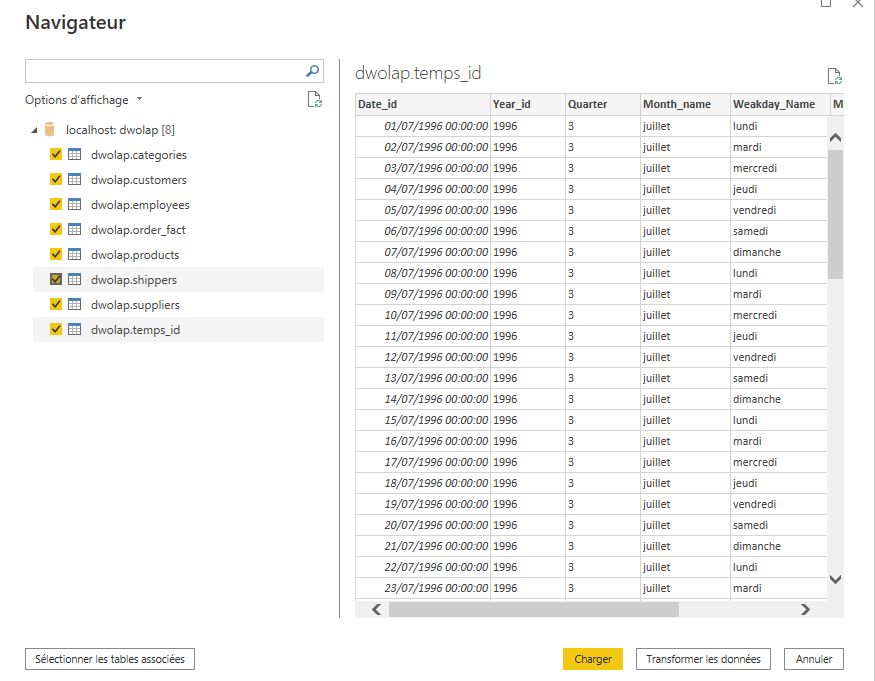 Navigateur
Options d'affichage
localhost: dwolap [8]
dwolap.categories
dwolap.customers
dwolap.employees
dwolap.order_fact
dwolap.products
dwolap.shippers
dwolap.suppliers
dwolap.temps_id
dwolap.temps_id
Date_id Year_id Quarter Month_name Weakday_Name M
01/07/1996 00:00:00 1996 3 juillet lundi
02/07/1996 00:00:00 1996 3 juillet mardi
03/07/1996 00:00:00 1996 3 juillet mercredi
04/07/1996 00:00:00 1996 3 juillet jeudi
05/07/1996 00:00:00 1996 3 juillet vendredi
06/07/1996 00:00:00 1996 3 juillet samedi
07/07/1996 00:00:00 1996 3 juillet dimanche
08/07/1996 00:00:00 1996 3 juillet lundi
09/07/1996 00:00:00 1996 3 juillet mardi
10/07/1996 00:00:00 1996 3 juillet mercredi
11/07/1996 00:00:00 1996 3 juillet jeudi
12/07/1996 00:00:00 1996 3 juillet vendredi
13/07/1996 00:00:00 1996 3 juillet samedi
14/07/1996 00:00:00 1996 3 juillet dimanche
15/07/1996 00:00:00 1996 3 juillet lundi
16/07/1996 00:00:00 1996 3 juillet mardi
17/07/1996 00:00:00 1996 3 juillet mercredi
18/07/1996 00:00:00 1996 3 juillet jeudi
19/07/1996 00:00:00 1996 3 juillet vendredi
20/07/1996 00:00:00 1996 3 juillet samedi
21/07/1996 00:00:00 1996 3 juillet dimanche
22/07/1996 00:00:00 1996 3 juillet lundi
23/07/1996 00:00:00 1996 3 juillet mardi
Sélectionner les tables associées
Charger
Transformer les données
Annuler